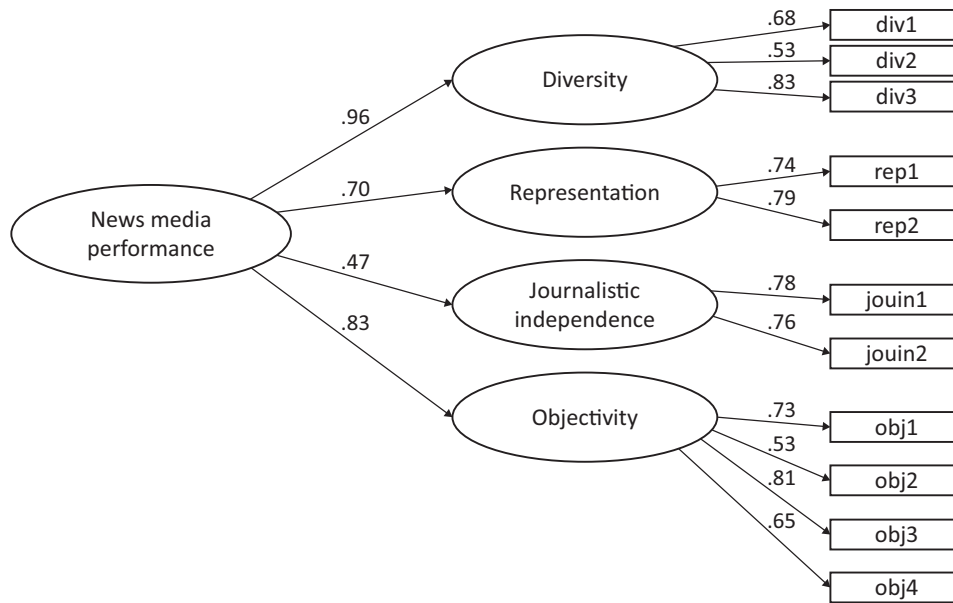 .68
div1
.53
div2
Diversity
.83
div3
.96
.74
rep1
.70
Representation
.79
rep2
News media
performance
.47
.78
jouin1
Journalistic
independence
.76
jouin2
.83
.73
obj1
Objectivity
.53
obj2
.81
obj3
.65
obj4